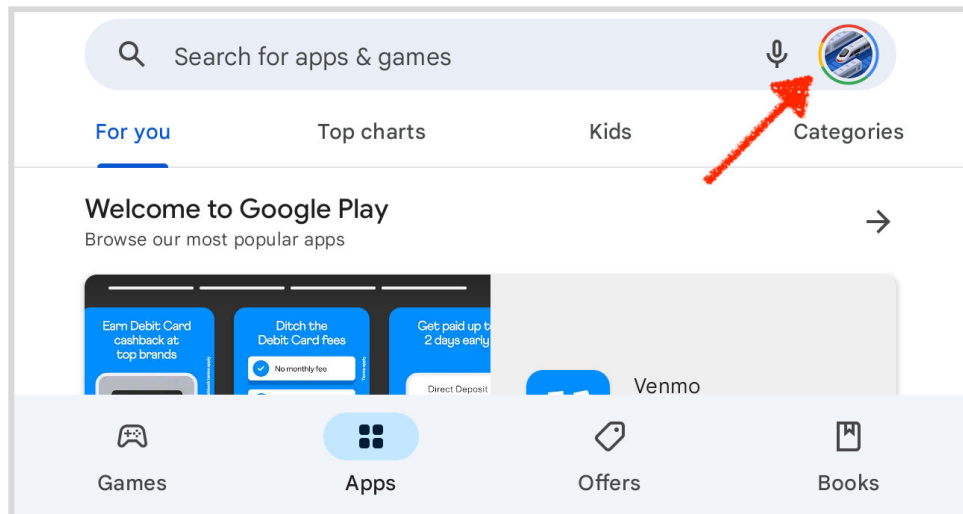 Search for apps & games
For you Top charts Kids Categories
Welcome to Google Play
Browse our most popular apps
Earn Debit Card
cashback at
top brands
Ditch the
Debit Card fees
No monthly fee
Get paid up t
2 days early
Direct Deposit
Venmo
Games Apps Offers Books